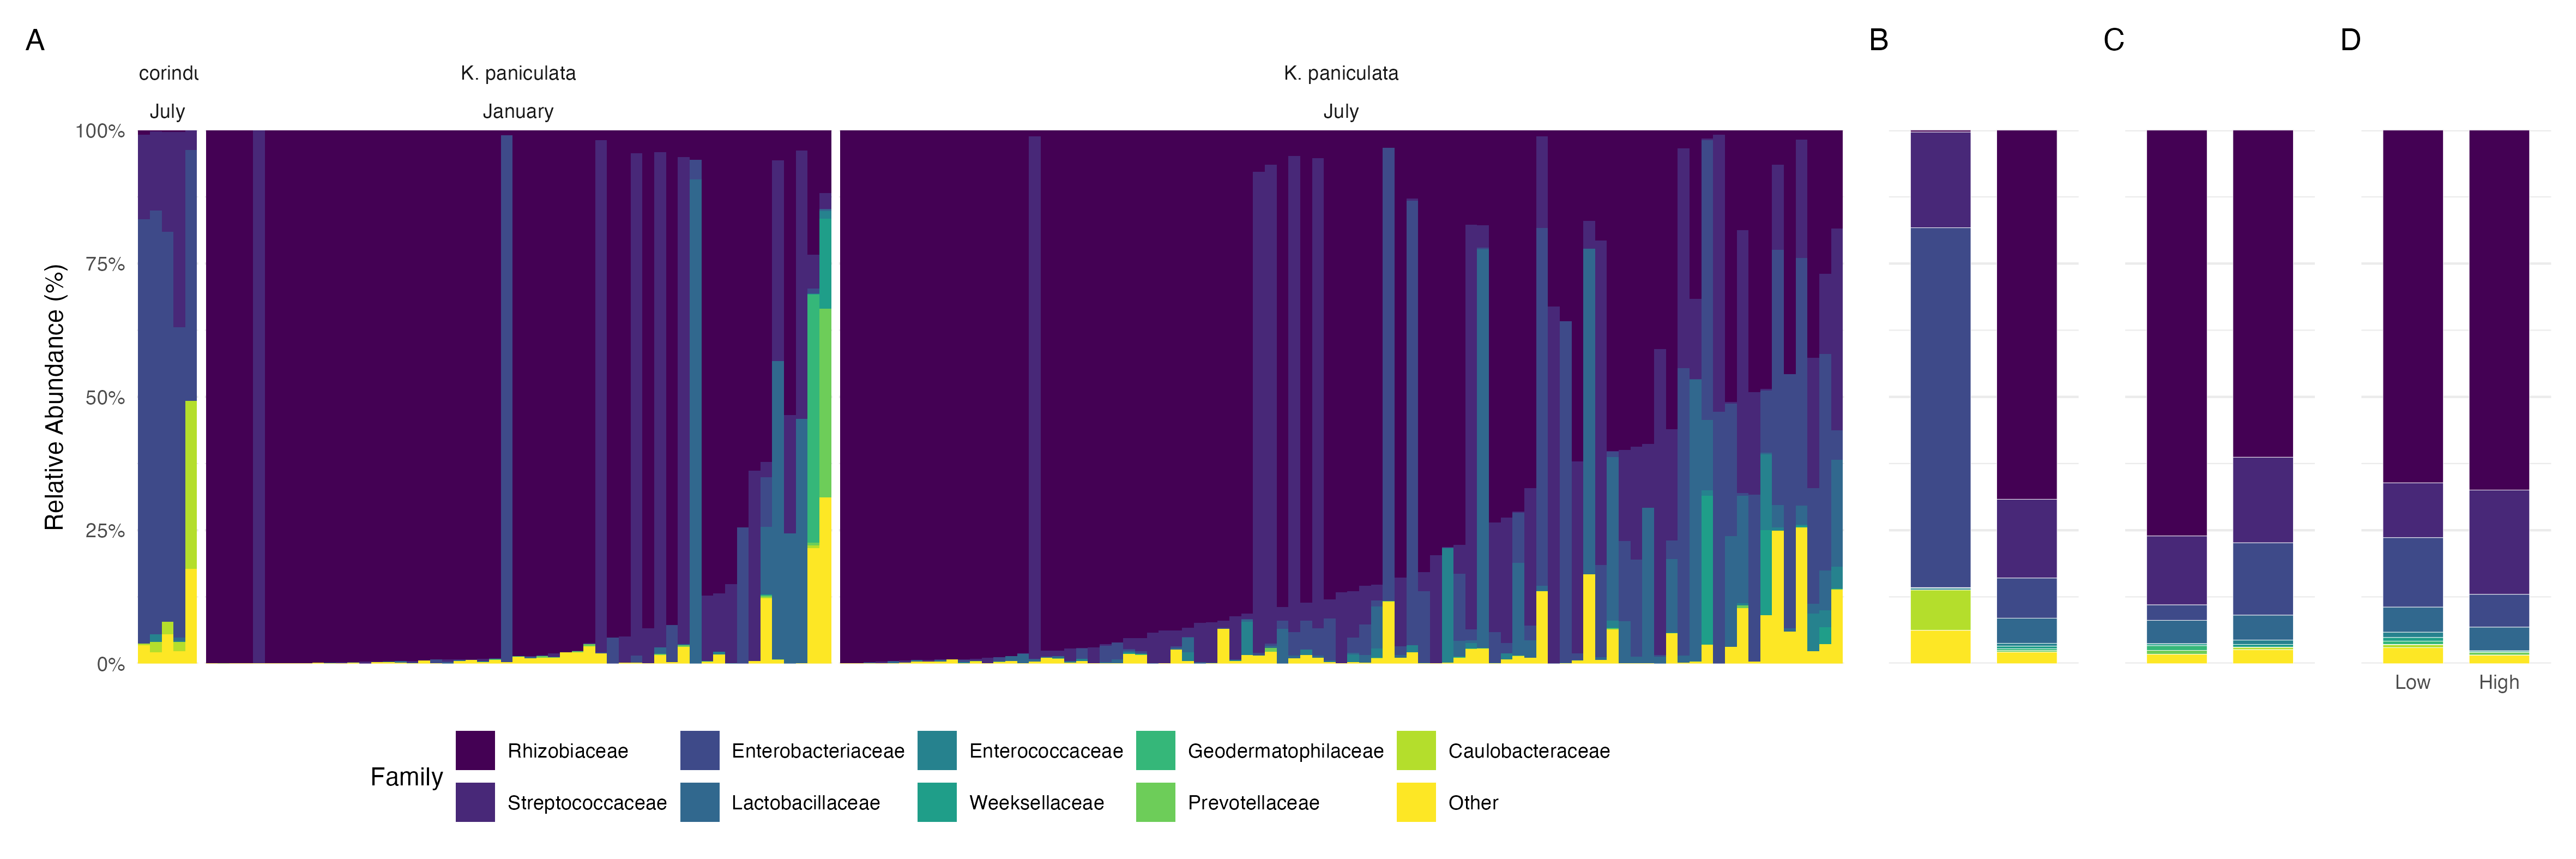 A
B
C
D
corindu
K. paniculata
K. paniculata
July
January
July
Relative Abundance (%)
100%
75%
50%
25%
0%
Low
High
Family
Rhizobiaceae
Enterobacteriaceae
Enterococcaceae
Geodermatophilaceae
Caulobacteraceae
Streptococcaceae
Lactobacillaceae
Weeksellaceae
Prevotellaceae
Other